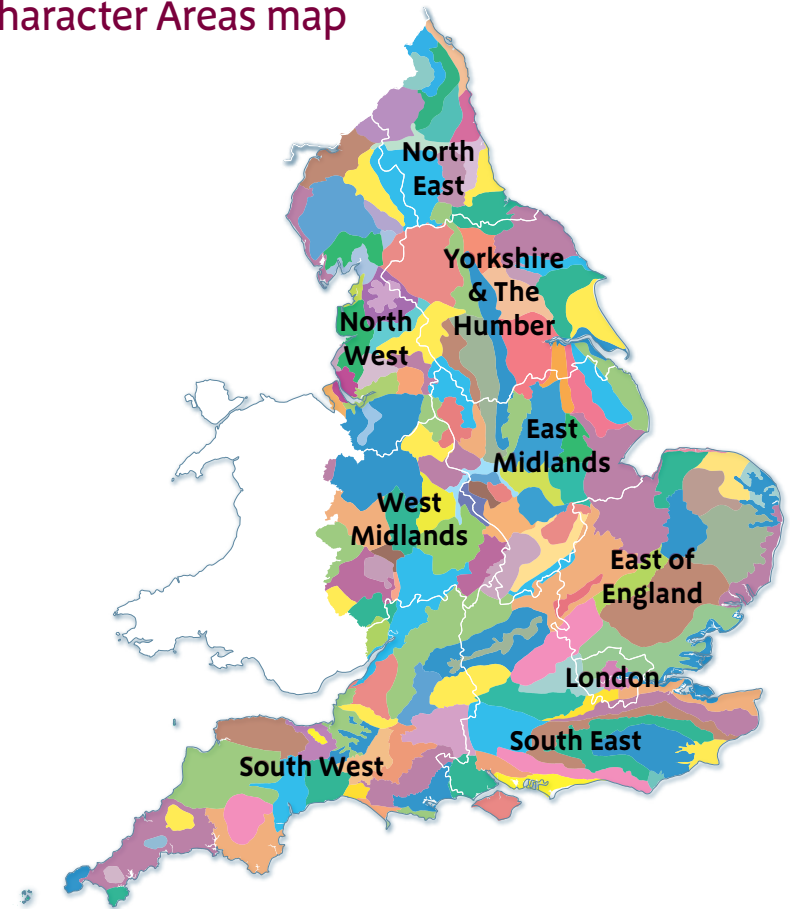 haracter Areas map
North
East
Yorkshire
& The
Humber
North
West
East
Midlands
West
Midlands
East of
England
London
South East
South West